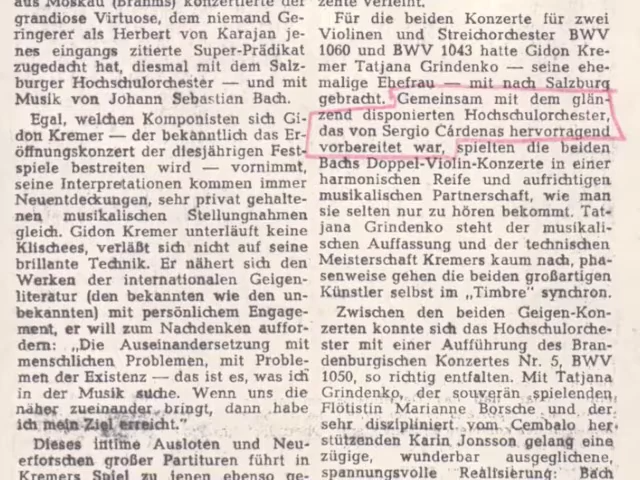 aus Moskau (Brahms) konzertierte der
grandiose Virtuose, dem niemand Ge-
ringerer als Herbert von Karajan je-
nes eingangs zitierte Super-Prädikat
zugedacht hat, diesmal mit dem Salz-
burger Hochschulorchester — und mit
Musik von Johann Sebastian Bach.
Egal, welchen Komponisten sich Gi-
don Kremer — der bekanntlich das Er-
öffnungskonzert der diesjährigen Fest-
spiele bestreiten wird — vornimmt,
seine Interpretationen kommen immer
Neuentdeckungen, sehr privat gehalte-
nen musikalischen Stellungnahmen
gleich. Gidon Kremer unterläuft keine
Klischees, verläßt sich nicht auf seine
brillante Technik. Er nähert sich den
Werken der internationalen Geigen-
literatur (den bekannten wie den un-
bekannten) mit persönlichem Engage-
ment, er will zum Nachdenken auffor-
dern: „Die Auseinandersetzung mit
menschlichen Problemen, mit Proble-
men der Existenz — das ist es, was ich
in der Musik suche. Wenn uns die
näher zueinander bringt, dann habe
ich mein Ziel erreicht."
Dieses intime Ausloten und Neu-
erforschen großer Partituren führt in
Kremers Spiel zu jenen ebenso ge-
zente verleiht.
Für die beiden Konzerte für zwei
Violinen und Streichorchester BWV
1060 und BWV 1043 hatte Gidon Kre-
mer Tatjana Grindenko — seine ehe-
malige Ehefrau — mit nach Salzburg
gebracht. Gemeinsam mit dem glän-
zend disponierten Hochschulorchester,
das von Sergio Cárdenas hervorragend
vorbereitet war, spielten die beiden
Bachs Doppel-Violin-Konzerte in einer
harmonischen Reife und aufrichtigen
musikalischen Partnerschaft, wie man
sie selten nur zu hören bekommt. Tat-
jana Grindenko steht der musikali-
schen Auffassung und der technischen
Meisterschaft Kremers kaum nach, pha-
senweise gehen die beiden großartigen
Künstler selbst im „Timbre" synchron.
Zwischen den beiden Geigen-Kon-
zerten konnte sich das Hochschulorche-
ster mit einer Aufführung des Bran-
denburgischen Konzertes Nr. 5, BWV
1050, so richtig entfalten. Mit Tatjana
Grindenko, der souverän spielenden
Flötistin Marianne Borsche und der
sehr diszipliniert vom Cembalo her
stützenden Karin Jonsson gelang eine
zügige, wunderbar ausgeglichene,
spannungsvolle Realisierung: Bach